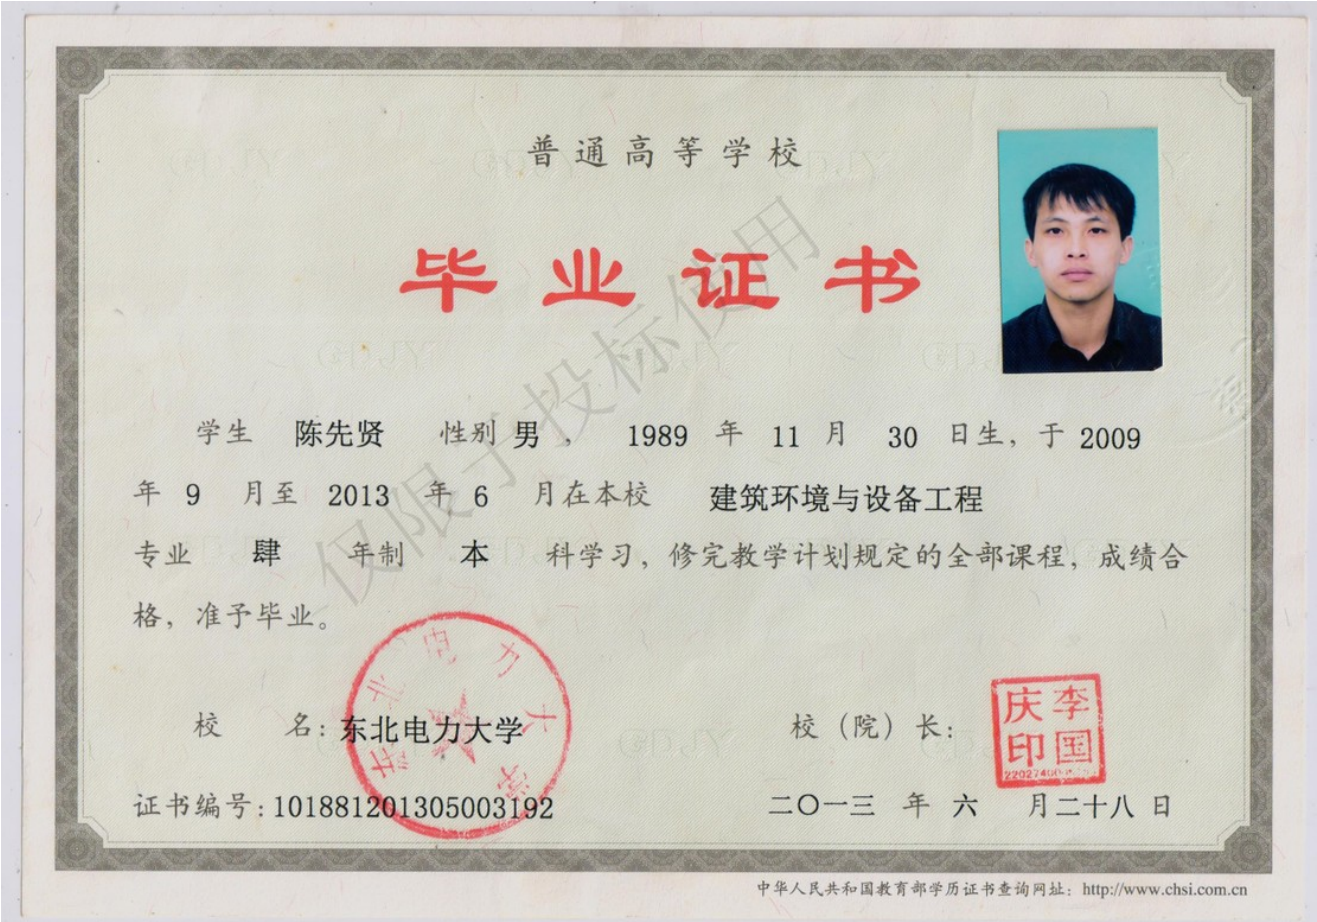 普通高等学校
毕业证书
仅限于投标使用
学生 陈先贤 性别 男 ， 1989 年 11 月 30 日生，于 2009
年 9 月至 2013 年 6 月在本校 建筑环境与设备工程
专业 肆 年制 本 科学习，修完教学计划规定的全部课程，成绩合
格，准予毕业。
东北电力大学
校 名：东北电力大学
校（院）长：
李国庆印
证书编号：101881201305003192
二〇一三 年 六 月二十八 日
中华人民共和国教育部学历证书查询网址：http://www.chsi.com.cn